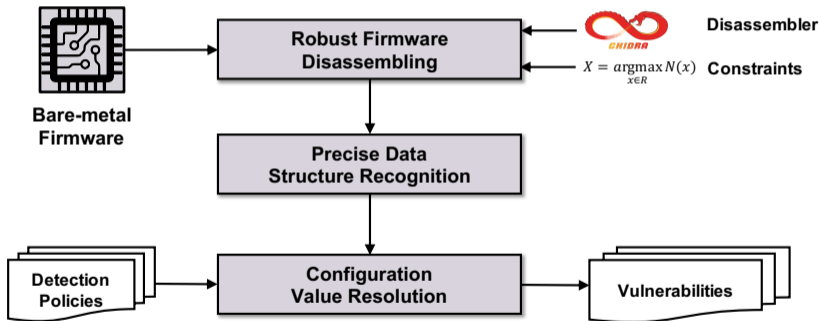 Robust Firmware
Disassembling
GHIDRA
Disassembler
X = argmax N(x)
x∈R
Constraints
Bare-metal
Firmware
Precise Data
Structure Recognition
Detection
Policies
Configuration
Value Resolution
Vulnerabilities